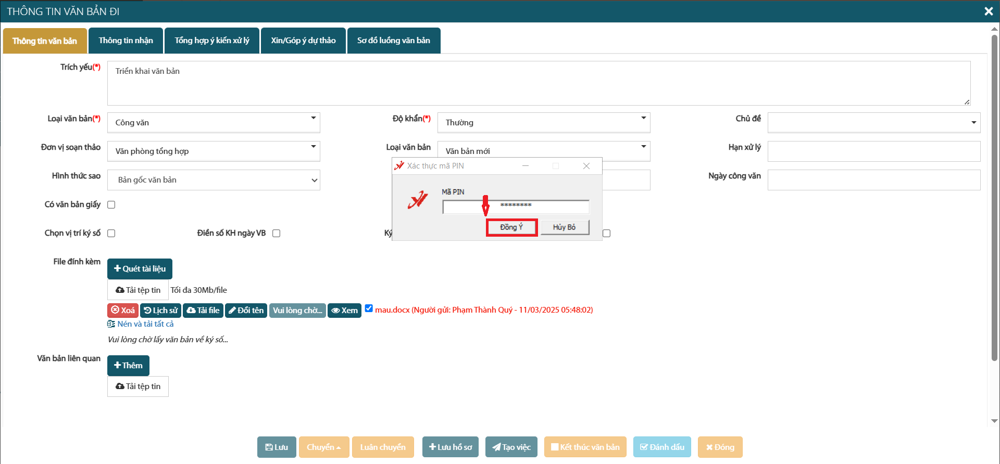 THÔNG TIN VĂN BẢN ĐI
Thông tin văn bản
Thông tin nhận
Tổng hợp ý kiến xử lý
Xin/Góp ý dự thảo
Sơ đồ luồng văn bản
Trích yếu(*)
Triển khai văn bản
Loại văn bản(*)
Công văn
Độ khẩn(*)
Thường
Chủ đề
Đơn vị soạn thảo
Văn phòng tổng hợp
Loại văn bản
Văn bản mới
Hạn xử lý
Hình thức sao
Bản gốc văn bản
Ngày công văn
Xác thực mã PIN
Mã PIN
********
Đồng Ý
Hủy Bỏ
Có văn bản giấy
Chọn vị trí ký số
Điền số KH ngày VB
Ký
File đính kèm
Quét tài liệu
Tải tệp tin
Tối đa 30Mb/file
Xoá
Lịch sử
Tải file
Đổi tên
Vui lòng chờ...
Xem
mau.docx (Người gửi: Phạm Thành Quý - 11/03/2025 05:48:02)
Nén và tải tất cả
Vui lòng chờ lấy văn bản về ký số...
Văn bản liên quan
Thêm
Tải tệp tin
Lưu
Chuyển
Luân chuyển
Lưu hồ sơ
Tạo việc
Kết thúc văn bản
Đánh dấu
Đóng